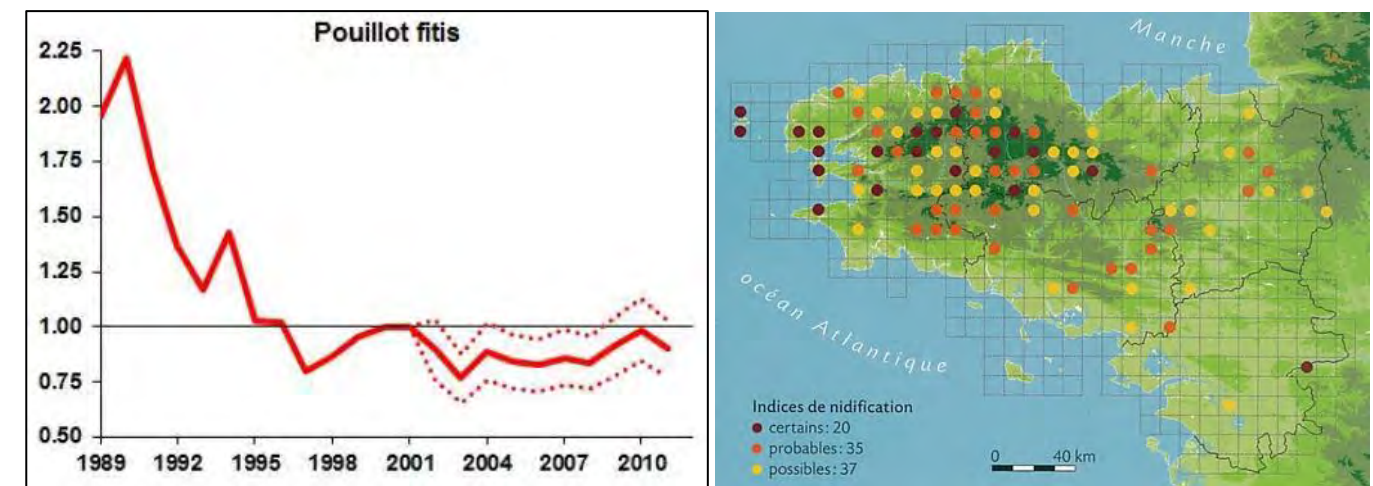 Pouillot fitis
2.25
2.00
1.75
1.50
1.25
1.00
0.75
0.50
1989 1992 1995 1998 2001 2004 2007 2010
Manche
océan Atlantique
Indices de nidification
certains : 20
probables : 35
possibles : 37
0 40 km